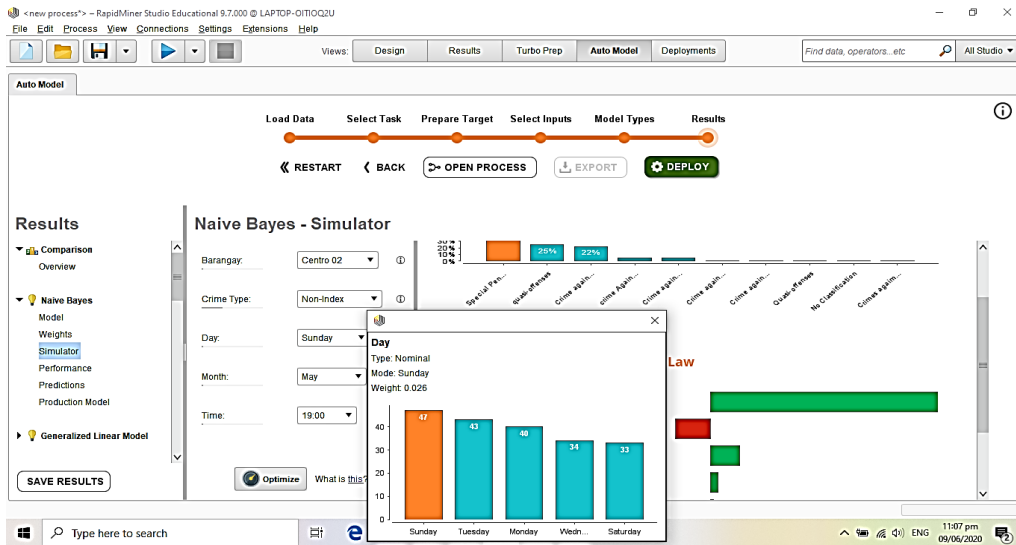 <new process*> – RapidMiner Studio Educational 9.7.000 @ LAPTOP-OITIOQ2U
File Edit Process View Connections Settings Extensions Help
Views: Design Results Turbo Prep Auto Model Deployments Find data, operators...etc All Studio
Auto Model
Load Data Select Task Prepare Target Select Inputs Model Types Results
RESTART BACK OPEN PROCESS EXPORT DEPLOY
Results
Comparison
Overview
Naive Bayes
Model
Weights
Simulator
Performance
Predictions
Production Model
Generalized Linear Model
SAVE RESULTS
Naive Bayes - Simulator
Barangay: Centro 02
Crime Type: Non-Index
Day: Sunday
Month: May
Time: 19:00
Optimize What is this?
30%
20%
10%
0%
25% 22%
Special Pen... quasi-offenses Crime again... crime Again... Crime again... Crime again... Crime again... Quasi-offenses No Classification Crimes again...
Law
Day
Type: Nominal
Mode: Sunday
Weight: 0.026
40
30
20
10
0
47 43 40 34 33
Sunday Tuesday Monday Wedn... Saturday
Type here to search
ENG
11:07 pm
09/06/2020
2